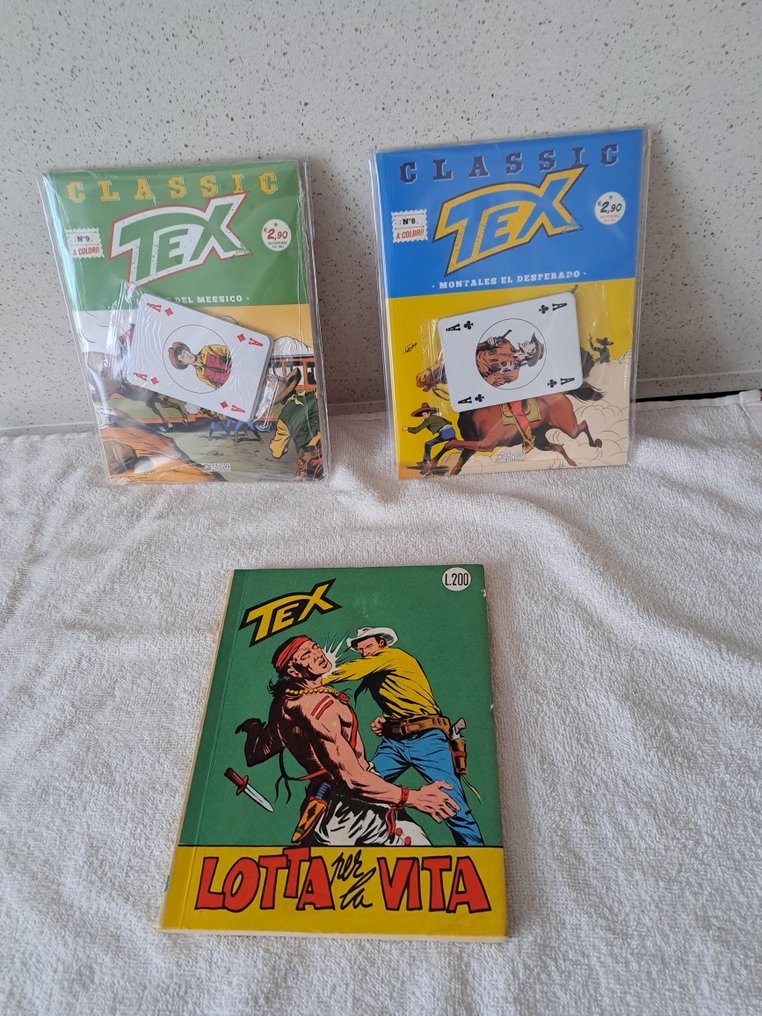 CLASSIC
TEX
N°9
A COLORI!
€2,90
DEL MESSICO •
A
A
A
A
CLASSIC
TEX
N°8
A COLORI!
€2,90
• MONTALES EL DESPERADO •
A
A
A
A
TEX
L.200
LOTTA per la VITA